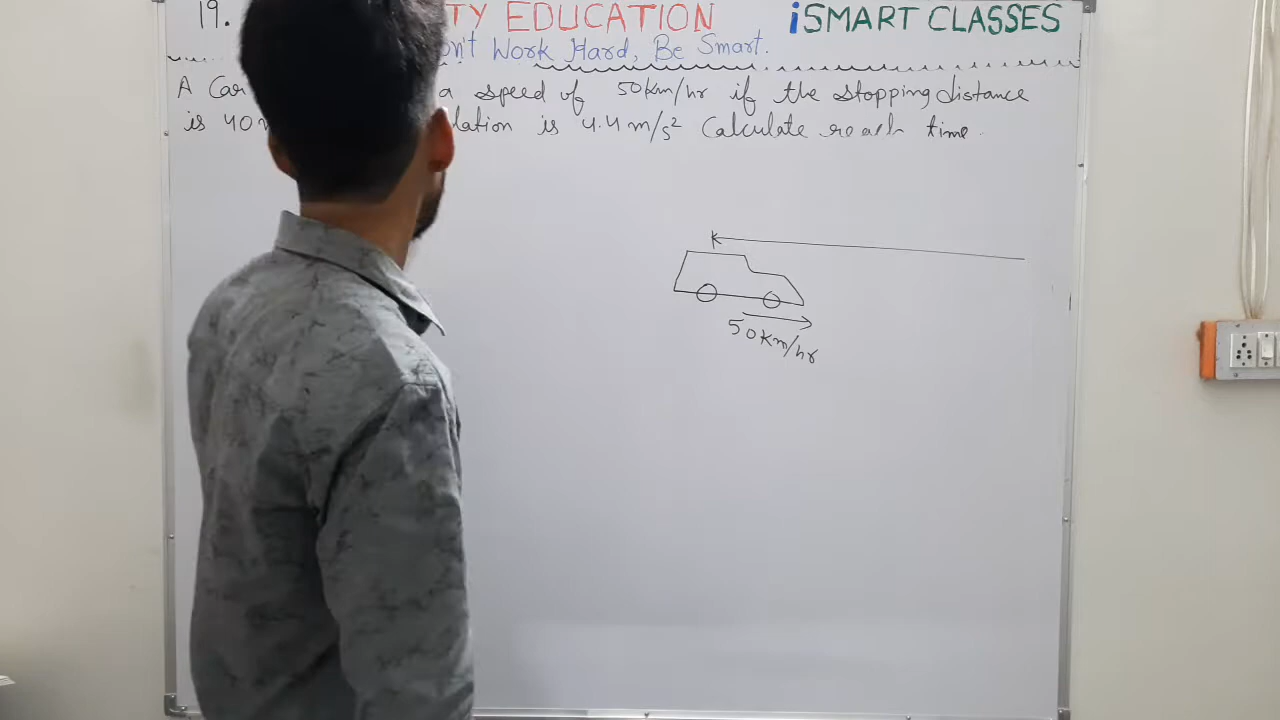 19. TY EDUCATION iSMART CLASSES
on't Work Hard, Be Smart.
A Car a speed of 50km/hr if the stopping distance
is 40 lation is 4.4 m/s² Calculate reach time.
50km/hr